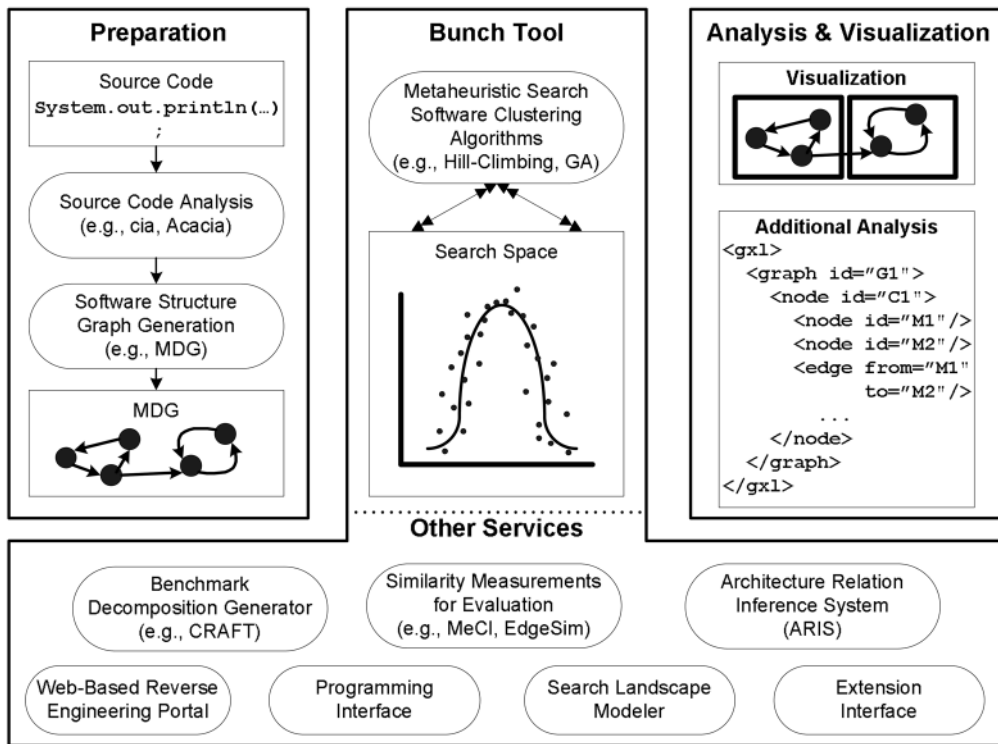 Preparation
Source Code
System.out.println(…)
;
Source Code Analysis
(e.g., cia, Acacia)
Software Structure
Graph Generation
(e.g., MDG)
MDG
Bunch Tool
Metaheuristic Search
Software Clustering
Algorithms
(e.g., Hill-Climbing, GA)
Search Space
Analysis & Visualization
Visualization
Additional Analysis
<gxl>
<graph id="G1">
<node id="C1">
<node id="M1"/>
<node id="M2"/>
<edge from="M1"
to="M2"/>
...
</node>
</graph>
</gxl>
Other Services
Benchmark
Decomposition Generator
(e.g., CRAFT)
Similarity Measurements
for Evaluation
(e.g., MeCl, EdgeSim)
Architecture Relation
Inference System
(ARIS)
Web-Based Reverse
Engineering Portal
Programming
Interface
Search Landscape
Modeler
Extension
Interface